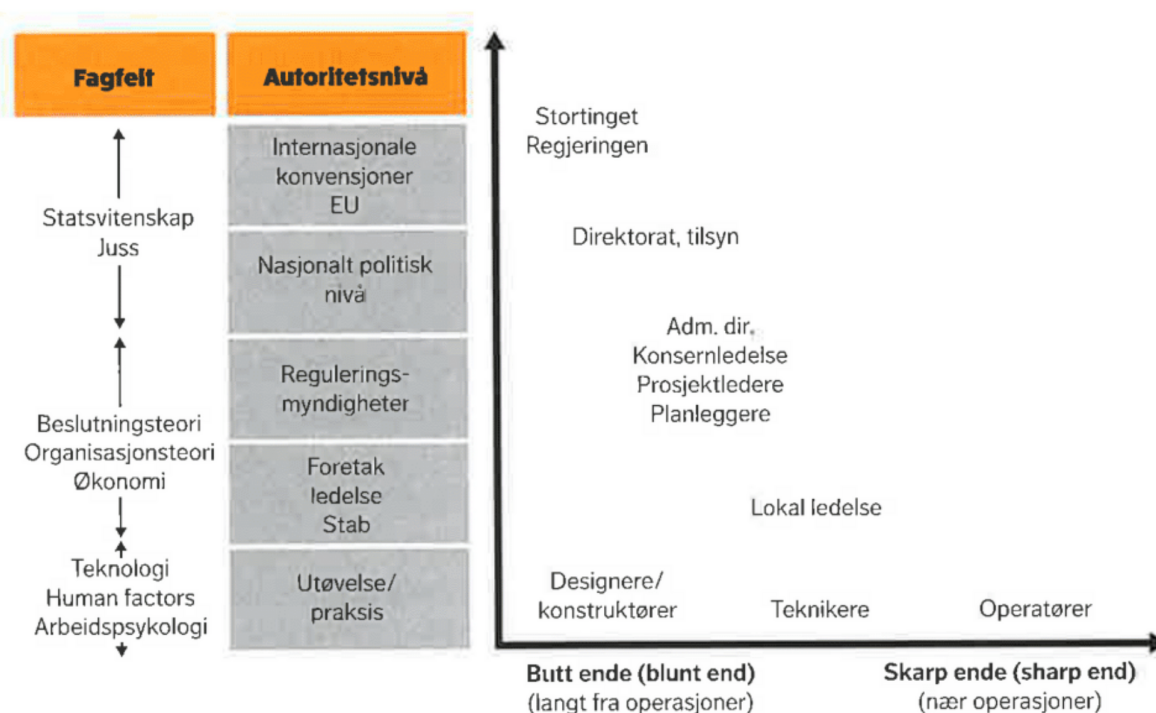 Fagfelt
Autoritetsnivå
Statsvitenskap
Juss
Beslutningsteori
Organisasjonsteori
Økonomi
Teknologi
Human factors
Arbeidspsykologi
Internasjonale
konvensjoner
EU
Nasjonalt politisk
nivå
Regulerings-
myndigheter
Foretak
ledelse
Stab
Utøvelse/
praksis
Stortinget
Regjeringen
Direktorat, tilsyn
Adm. dir.
Konsernledelse
Prosjektledere
Planleggere
Lokal ledelse
Designere/
konstruktører
Teknikere
Operatører
Butt ende (blunt end)
(langt fra operasjoner)
Skarp ende (sharp end)
(nær operasjoner)